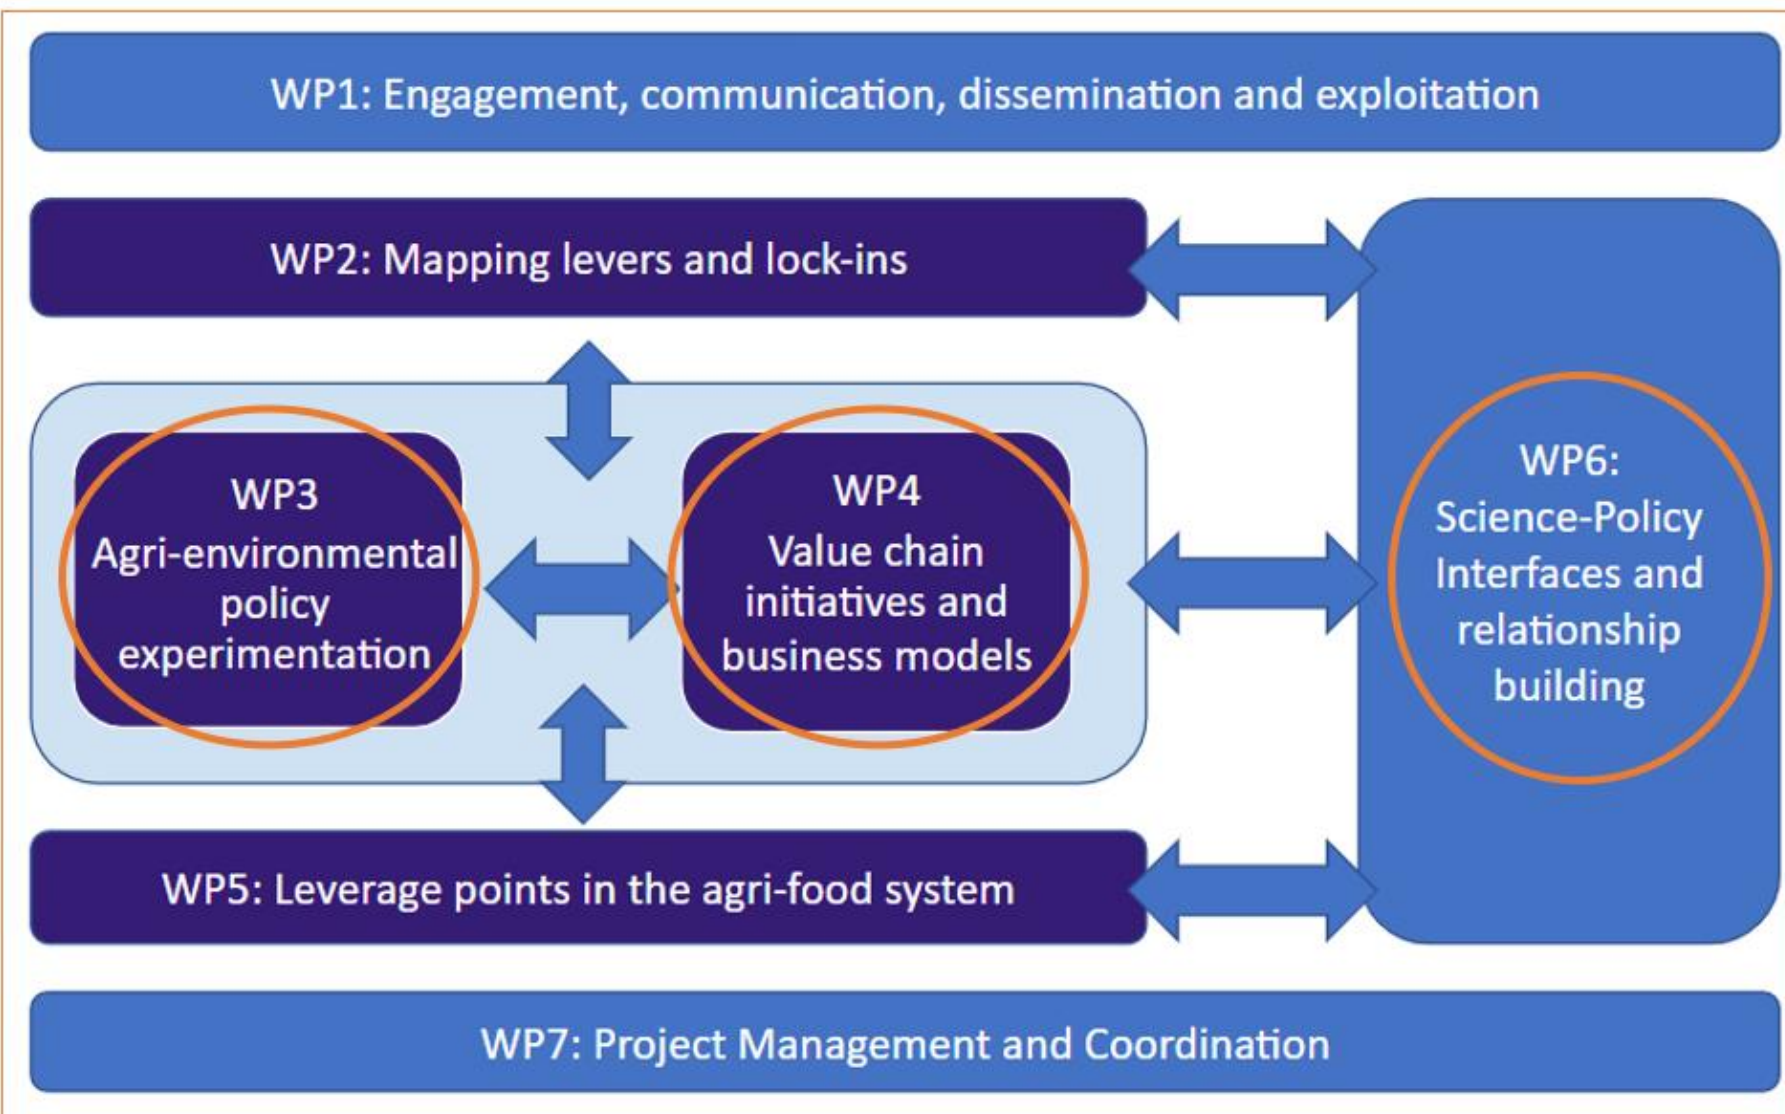 WP1: Engagement, communication, dissemination and exploitation
WP2: Mapping levers and lock-ins
WP3
Agri-environmental
policy
experimentation
WP4
Value chain
initiatives and
business models
WP6:
Science-Policy
Interfaces and
relationship
building
WP5: Leverage points in the agri-food system
WP7: Project Management and Coordination